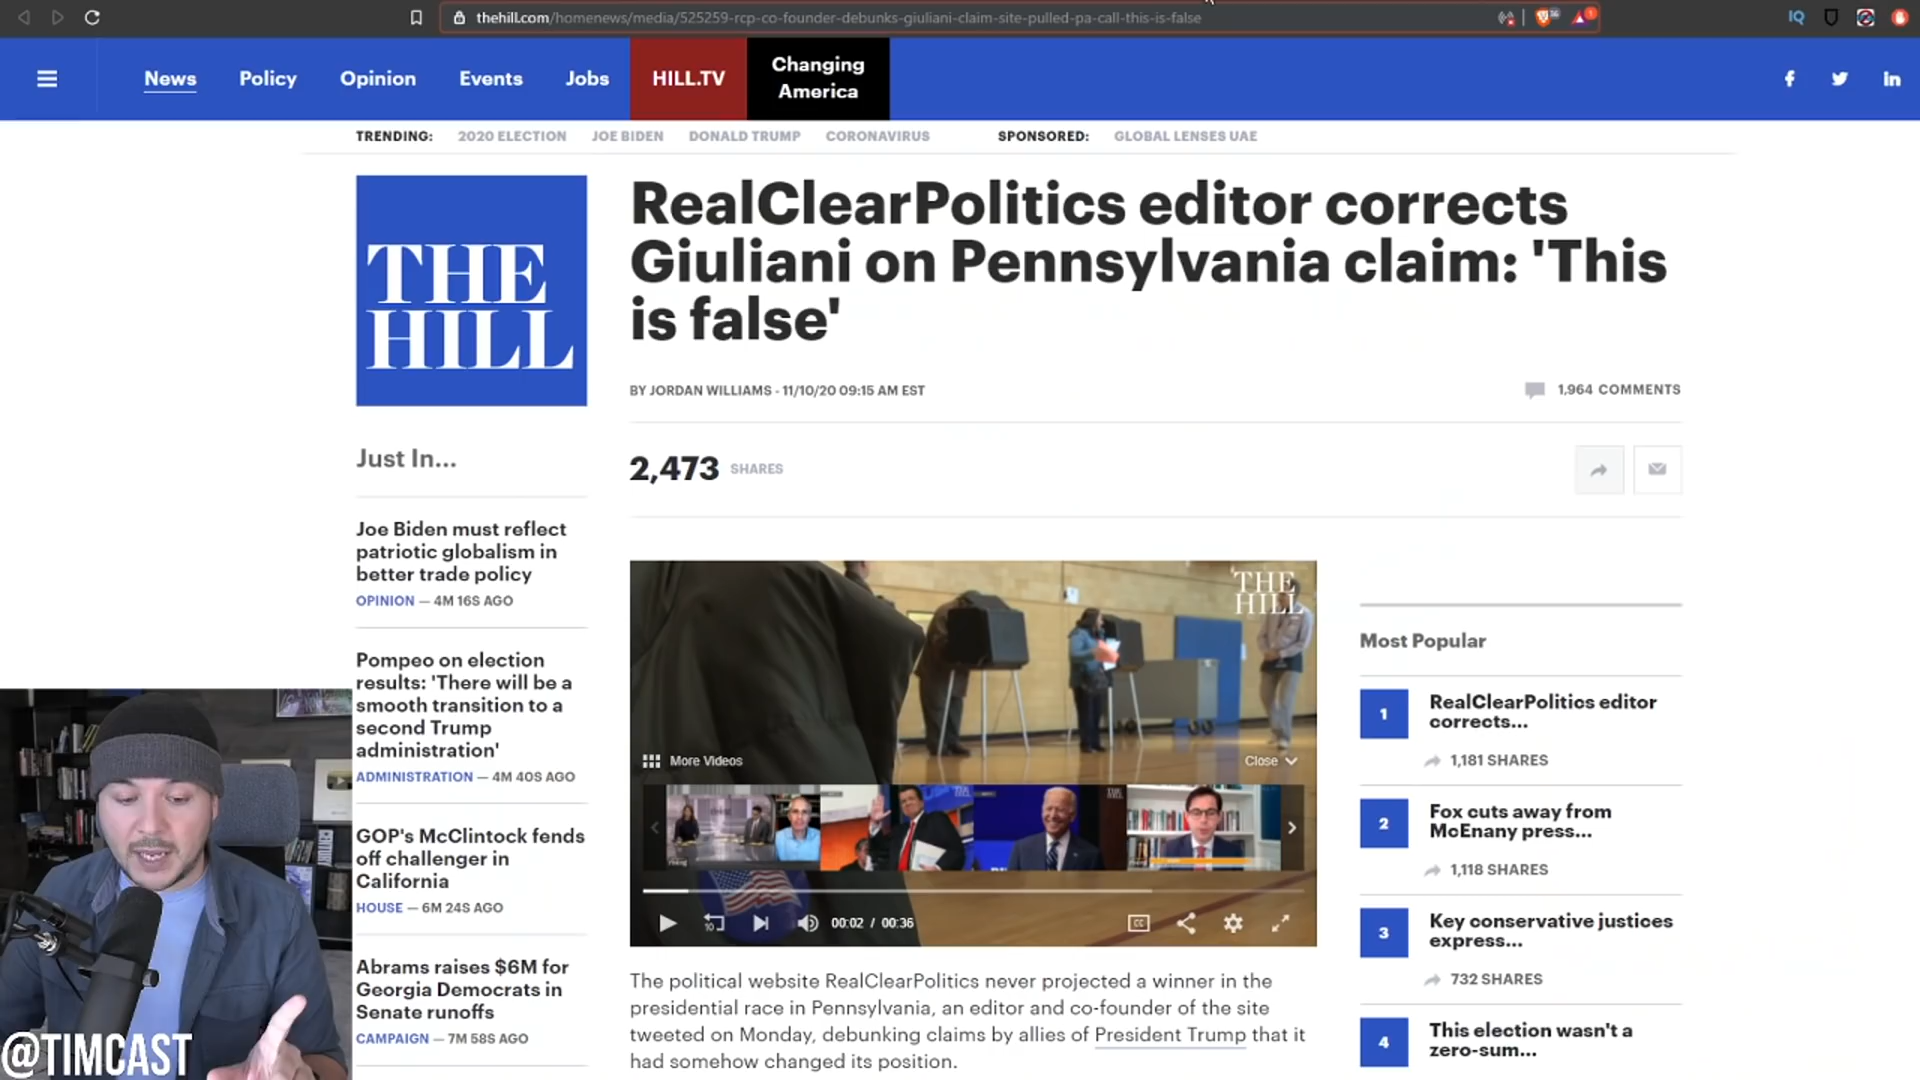 thehill.com/homenews/media/525259-rcp-co-founder-debunks-giuliani-claim-site-pulled-pa-call-this-is-false
IQ
News
Policy
Opinion
Events
Jobs
HILL.TV
Changing
America
TRENDING:
2020 ELECTION
JOE BIDEN
DONALD TRUMP
CORONAVIRUS
SPONSORED:
GLOBAL LENSES UAE
THE
HILL
RealClearPolitics editor corrects
Giuliani on Pennsylvania claim: 'This
is false'
BY JORDAN WILLIAMS - 11/10/20 09:15 AM EST
1,964 COMMENTS
2,473 SHARES
Just In...
Joe Biden must reflect
patriotic globalism in
better trade policy
OPINION — 4M 16S AGO
Pompeo on election
results: 'There will be a
smooth transition to a
second Trump
administration'
ADMINISTRATION — 4M 40S AGO
GOP's McClintock fends
off challenger in
California
HOUSE — 6M 24S AGO
Abrams raises $6M for
Georgia Democrats in
Senate runoffs
CAMPAIGN — 7M 58S AGO
THE
HILL
More Videos
Close
10
00:02 / 00:36
CC
The political website RealClearPolitics never projected a winner in the
presidential race in Pennsylvania, an editor and co-founder of the site
tweeted on Monday, debunking claims by allies of President Trump that it
had somehow changed its position.
Most Popular
1
RealClearPolitics editor
corrects...
1,181 SHARES
2
Fox cuts away from
McEnany press...
1,118 SHARES
3
Key conservative justices
express...
732 SHARES
4
This election wasn't a
zero-sum...
@TIMCAST